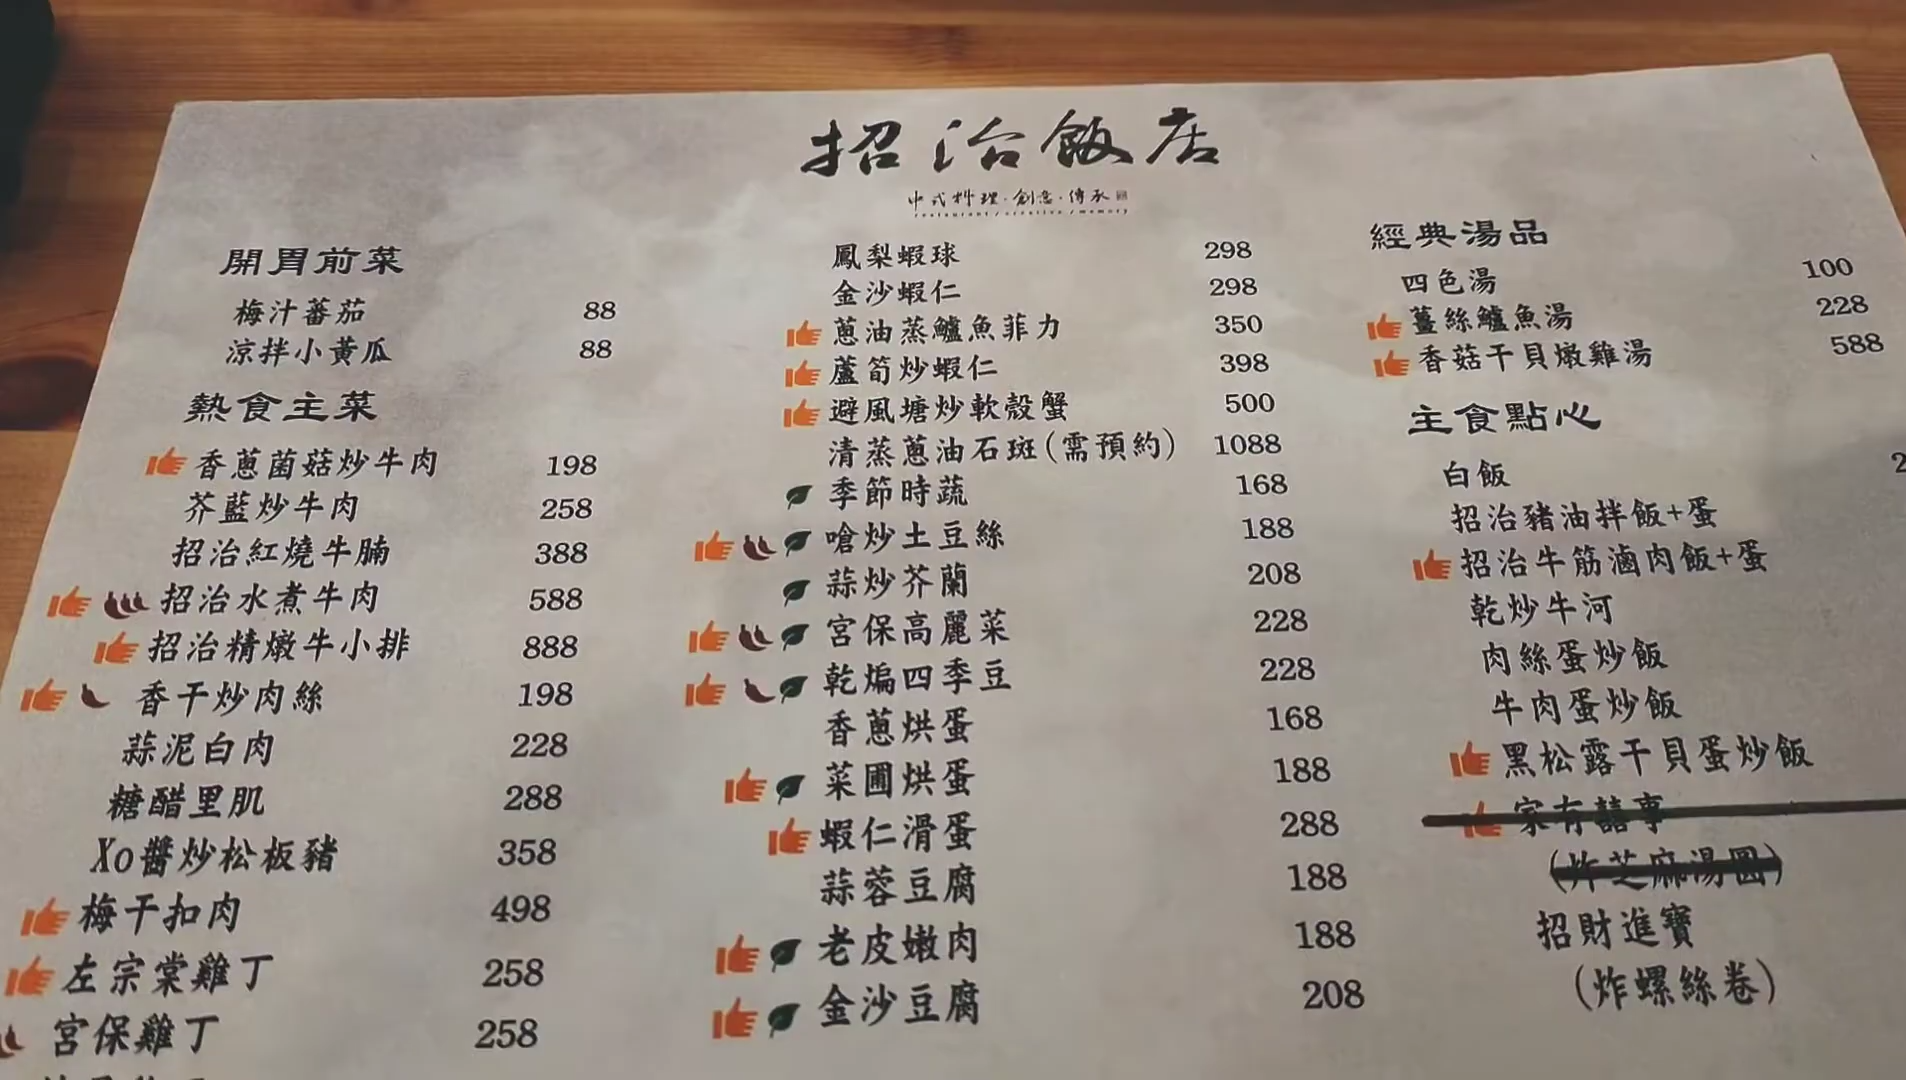 招治飯店
中式料理·創意·傳承
restaurant / creative / memory
開胃前菜
梅汁蕃茄 88
涼拌小黃瓜 88
熱食主菜
香蔥菌菇炒牛肉 198
芥藍炒牛肉 258
招治紅燒牛腩 388
招治水煮牛肉 588
招治精燉牛小排 888
香干炒肉絲 198
蒜泥白肉 228
糖醋里肌 288
Xo醬炒松板豬 358
梅干扣肉 498
左宗棠雞丁 258
宮保雞丁 258
鳳梨蝦球 298
金沙蝦仁 298
蔥油蒸鱸魚菲力 350
蘆筍炒蝦仁 398
避風塘炒軟殼蟹 500
清蒸蔥油石斑(需預約) 1088
季節時蔬 168
嗆炒土豆絲 188
蒜炒芥蘭 208
宮保高麗菜 228
乾煸四季豆 228
香蔥烘蛋 168
菜圃烘蛋 188
蝦仁滑蛋 288
蒜蓉豆腐 188
老皮嫩肉 188
金沙豆腐 208
經典湯品
四色湯 100
薑絲鱸魚湯 228
香菇干貝燉雞湯 588
主食點心
白飯
招治豬油拌飯+蛋
招治牛筋滷肉飯+蛋
乾炒牛河
肉絲蛋炒飯
牛肉蛋炒飯
黑松露干貝蛋炒飯
家有囍事
(炸芝麻湯圓)
招財進寶
(炸螺絲卷)